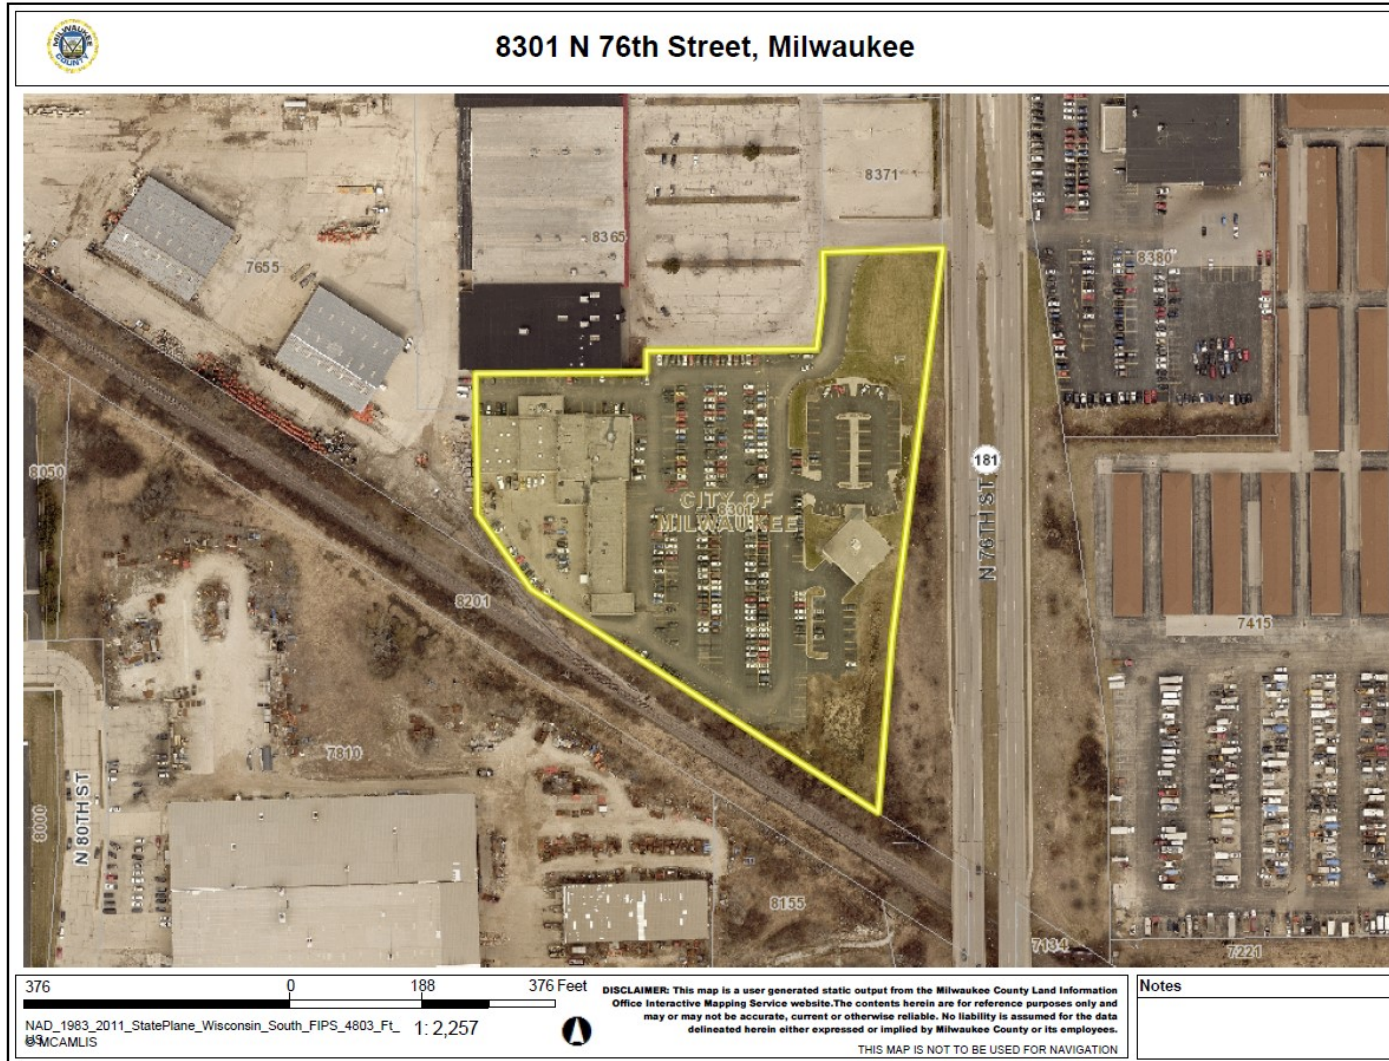 MILWAUKEE
COUNTY
8301 N 76th Street, Milwaukee
8371
8365
7655
8380
181
8050
CITY OF
8301
MILWAUKEE
N 76TH ST
8201
7415
7810
N 80TH ST
8000
8155
7134
7221
376 0 188 376 Feet
NAD_1983_2011_StatePlane_Wisconsin_South_FIPS_4803_Ft_
US
© MCAMLIS
1: 2,257
DISCLAIMER: This map is a user generated static output from the Milwaukee County Land Information
Office Interactive Mapping Service website.The contents herein are for reference purposes only and
may or may not be accurate, current or otherwise reliable. No liability is assumed for the data
delineated herein either expressed or implied by Milwaukee County or its employees.
THIS MAP IS NOT TO BE USED FOR NAVIGATION
Notes